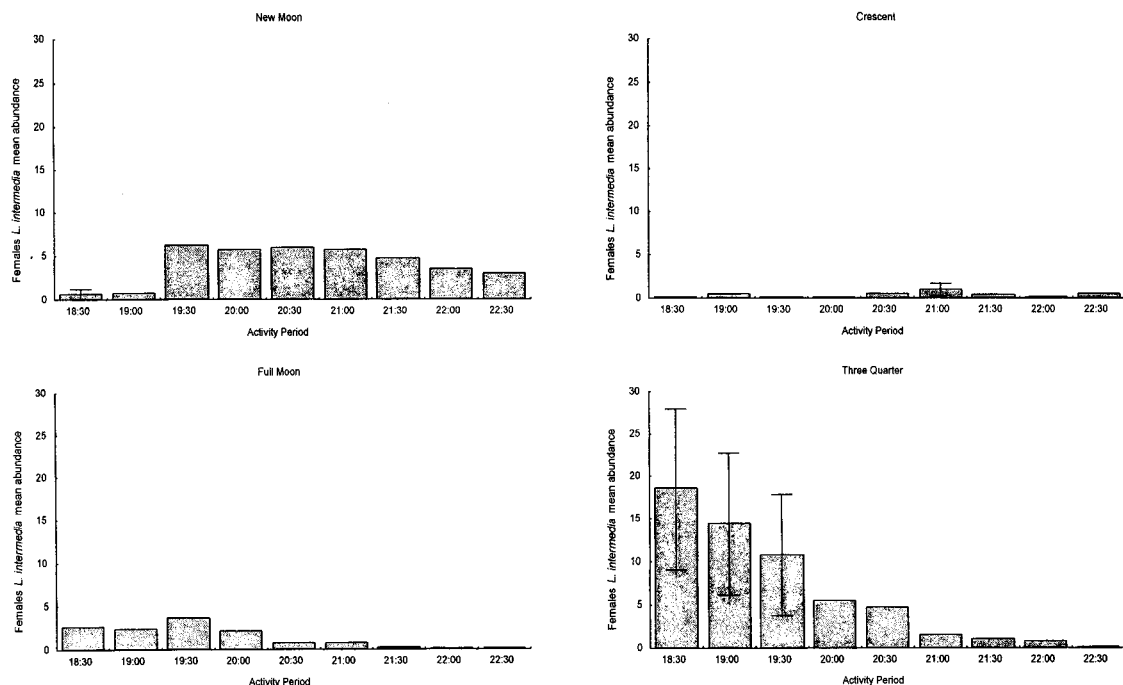 New Moon
30
25
20
15
10
5
0
Females L. intermedia mean abundance
18:30 19:00 19:30 20:00 20:30 21:00 21:30 22:00 22:30
Activity Period
Crescent
30
25
20
15
10
5
0
Females L. intermedia mean abundance
18:30 19:00 19:30 20:00 20:30 21:00 21:30 22:00 22:30
Activity Period
Full Moon
30
25
20
15
10
5
0
Females L. intermedia mean abundance
18:30 19:00 19:30 20:00 20:30 21:00 21:30 22:00 22:30
Activity Period
Three Quarter
30
25
20
15
10
5
0
Females L. intermedia mean abundance
18:30 19:00 19:30 20:00 20:30 21:00 21:30 22:00 22:30
Activity Period